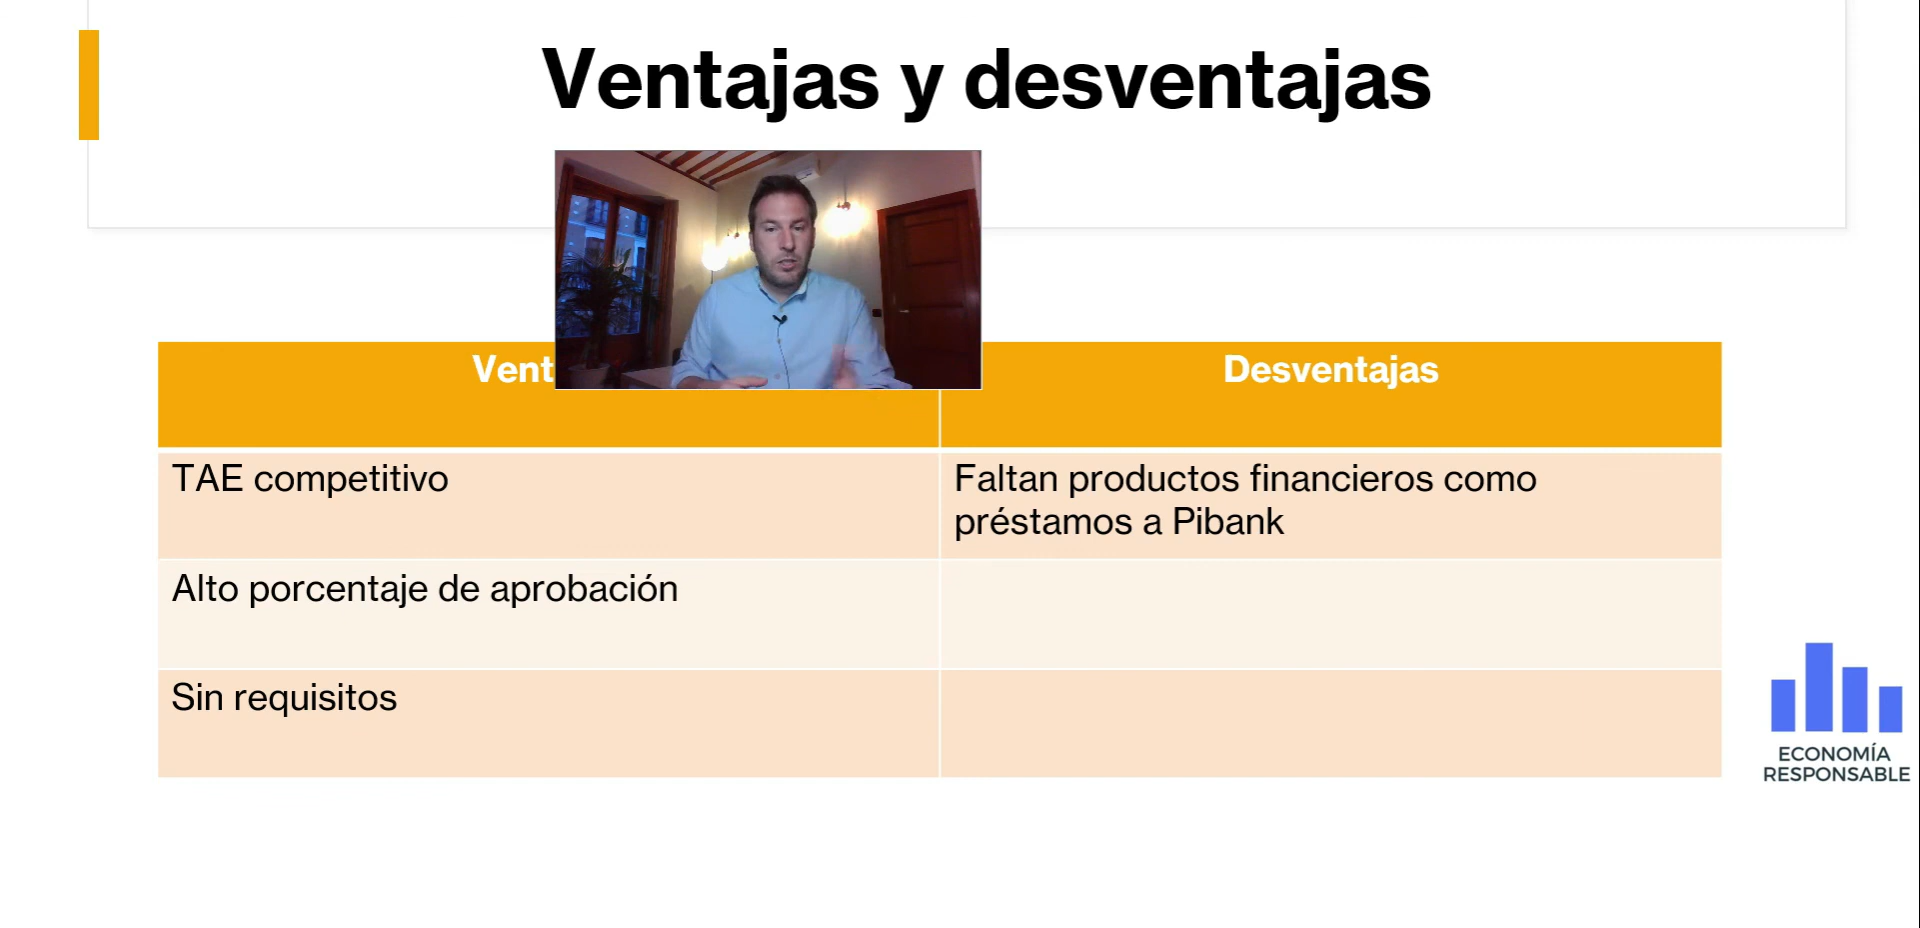 Ventajas y desventajas
Desventajas
TAE competitivo
Faltan productos financieros como
préstamos a Pibank
Alto porcentaje de aprobación
Sin requisitos
ECONOMÍA
RESPONSABLE